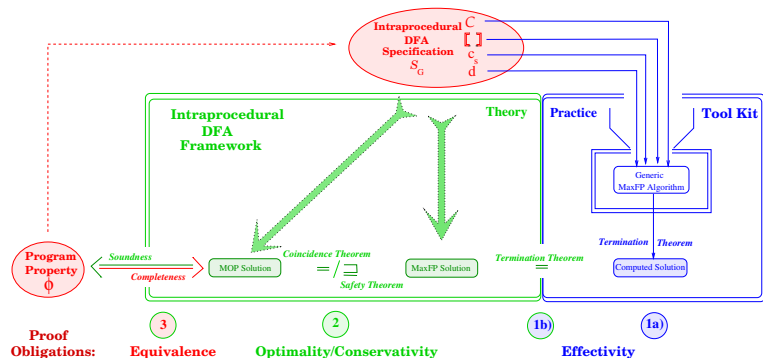 Intraprocedural
DFA
Specification
S_G
C
[[ ]]
c_s
d
Intraprocedural
DFA
Framework
Theory
Practice
Tool Kit
Generic
MaxFP Algorithm
Termination Theorem
Computed Solution
Program
Property
ϕ
Soundness
Completeness
MOP Solution
Coincidence Theorem
= / ⊒
Safety Theorem
MaxFP Solution
Termination Theorem
=
3
2
1b)
1a)
Proof
Obligations:
Equivalence
Optimality/Conservativity
Effectivity